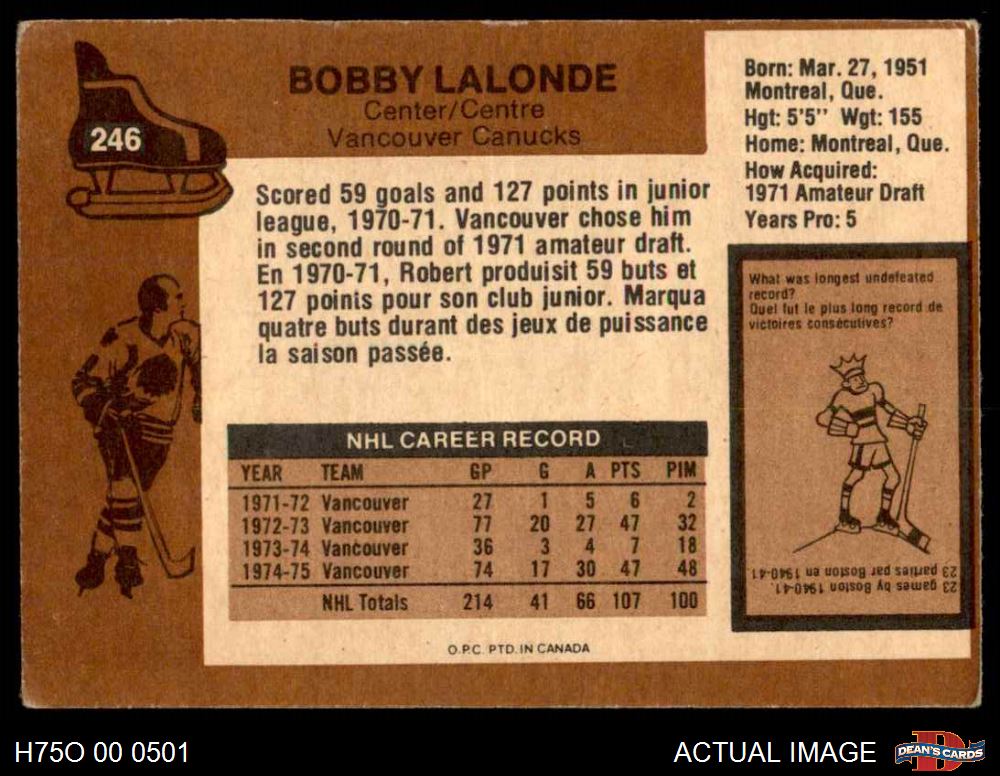 246
BOBBY LALONDE
Center/Centre
Vancouver Canucks
Born: Mar. 27, 1951
Montreal, Que.
Hgt: 5'5" Wgt: 155
Home: Montreal, Que.
How Acquired:
1971 Amateur Draft
Years Pro: 5
Scored 59 goals and 127 points in junior
league, 1970-71. Vancouver chose him
in second round of 1971 amateur draft.
En 1970-71, Robert produisit 59 buts et
127 points pour son club junior. Marqua
quatre buts durant des jeux de puissance
la saison passée.
What was longest undefeated
record?
Quel fut le plus long record de
victoires consécutives?
23 games by Boston 1940-41.
23 parties par Boston en 1940-41.
NHL CAREER RECORD
YEAR TEAM GP G A PTS PIM
1971-72 Vancouver 27 1 5 6 2
1972-73 Vancouver 77 20 27 47 32
1973-74 Vancouver 36 3 4 7 18
1974-75 Vancouver 74 17 30 47 48
NHL Totals 214 41 66 107 100
O.P.C. PTD. IN CANADA
H75O 00 0501
ACTUAL IMAGE
D
DEAN'S CARDS